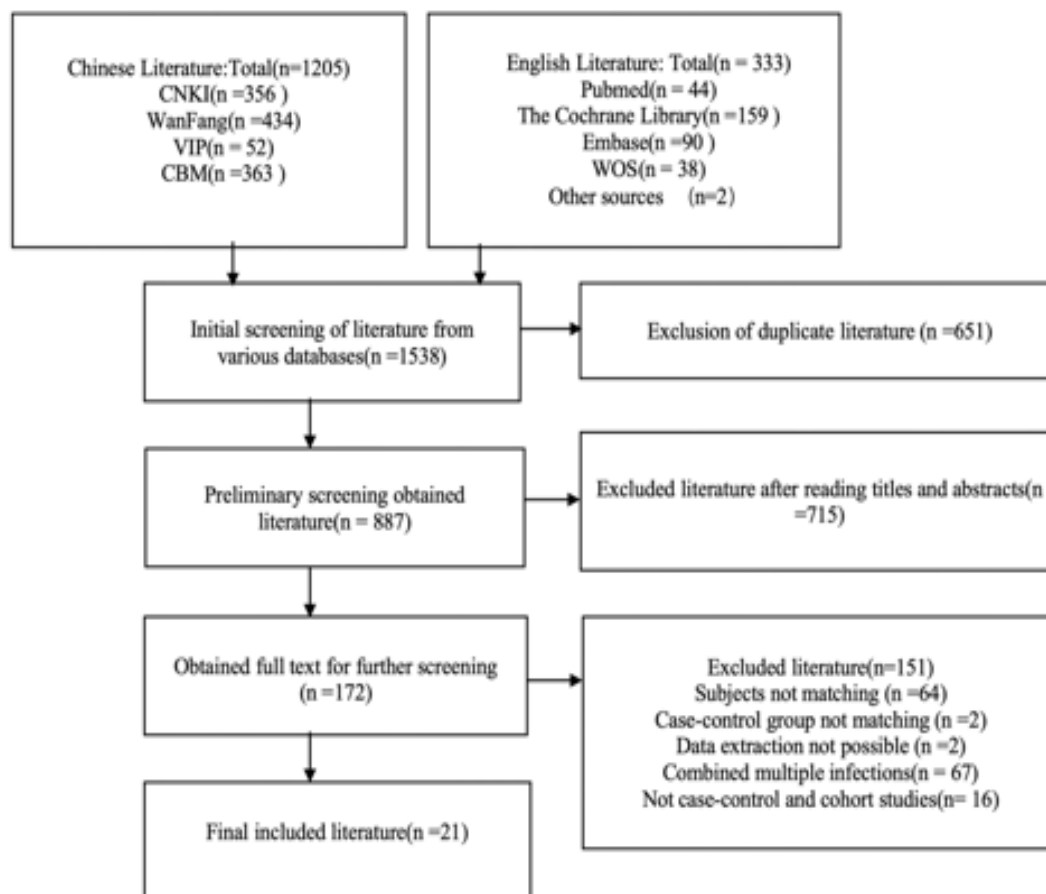 Chinese Literature:Total(n=1205)
CNKI(n =356 )
WanFang(n =434)
VIP(n = 52)
CBM(n =363 )
English Literature: Total(n = 333)
Pubmed(n = 44)
The Cochrane Library(n =159 )
Embase(n =90 )
WOS(n = 38)
Other sources (n=2)
Initial screening of literature from
various databases(n =1538)
Exclusion of duplicate literature (n =651)
Preliminary screening obtained
literature(n = 887)
Excluded literature after reading titles and abstracts(n
=715)
Obtained full text for further screening
(n =172)
Excluded literature(n=151)
Subjects not matching (n =64)
Case-control group not matching (n =2)
Data extraction not possible (n =2)
Combined multiple infections(n = 67)
Not case-control and cohort studies(n= 16)
Final included literature(n =21)